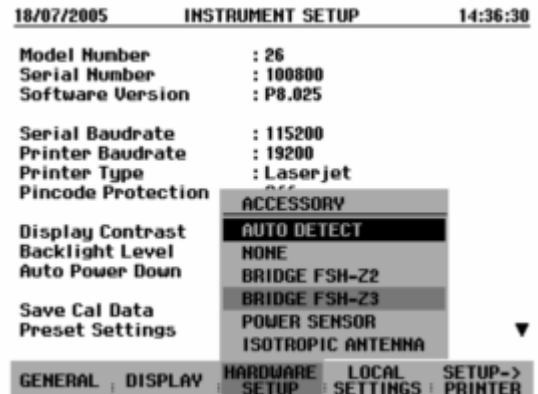 18/07/2005 INSTRUMENT SETUP 14:36:30
Model Number : 26
Serial Number : 100800
Software Version : P8.025
Serial Baudrate : 115200
Printer Baudrate : 19200
Printer Type : Laserjet
Pincode Protection
Display Contrast
Backlight Level
Auto Power Down
Save Cal Data
Preset Settings
ACCESSORY
AUTO DETECT
NONE
BRIDGE FSH-Z2
BRIDGE FSH-Z3
POWER SENSOR
ISOTROPIC ANTENNA
GENERAL DISPLAY HARDWARE SETUP LOCAL SETTINGS SETUP-> PRINTER